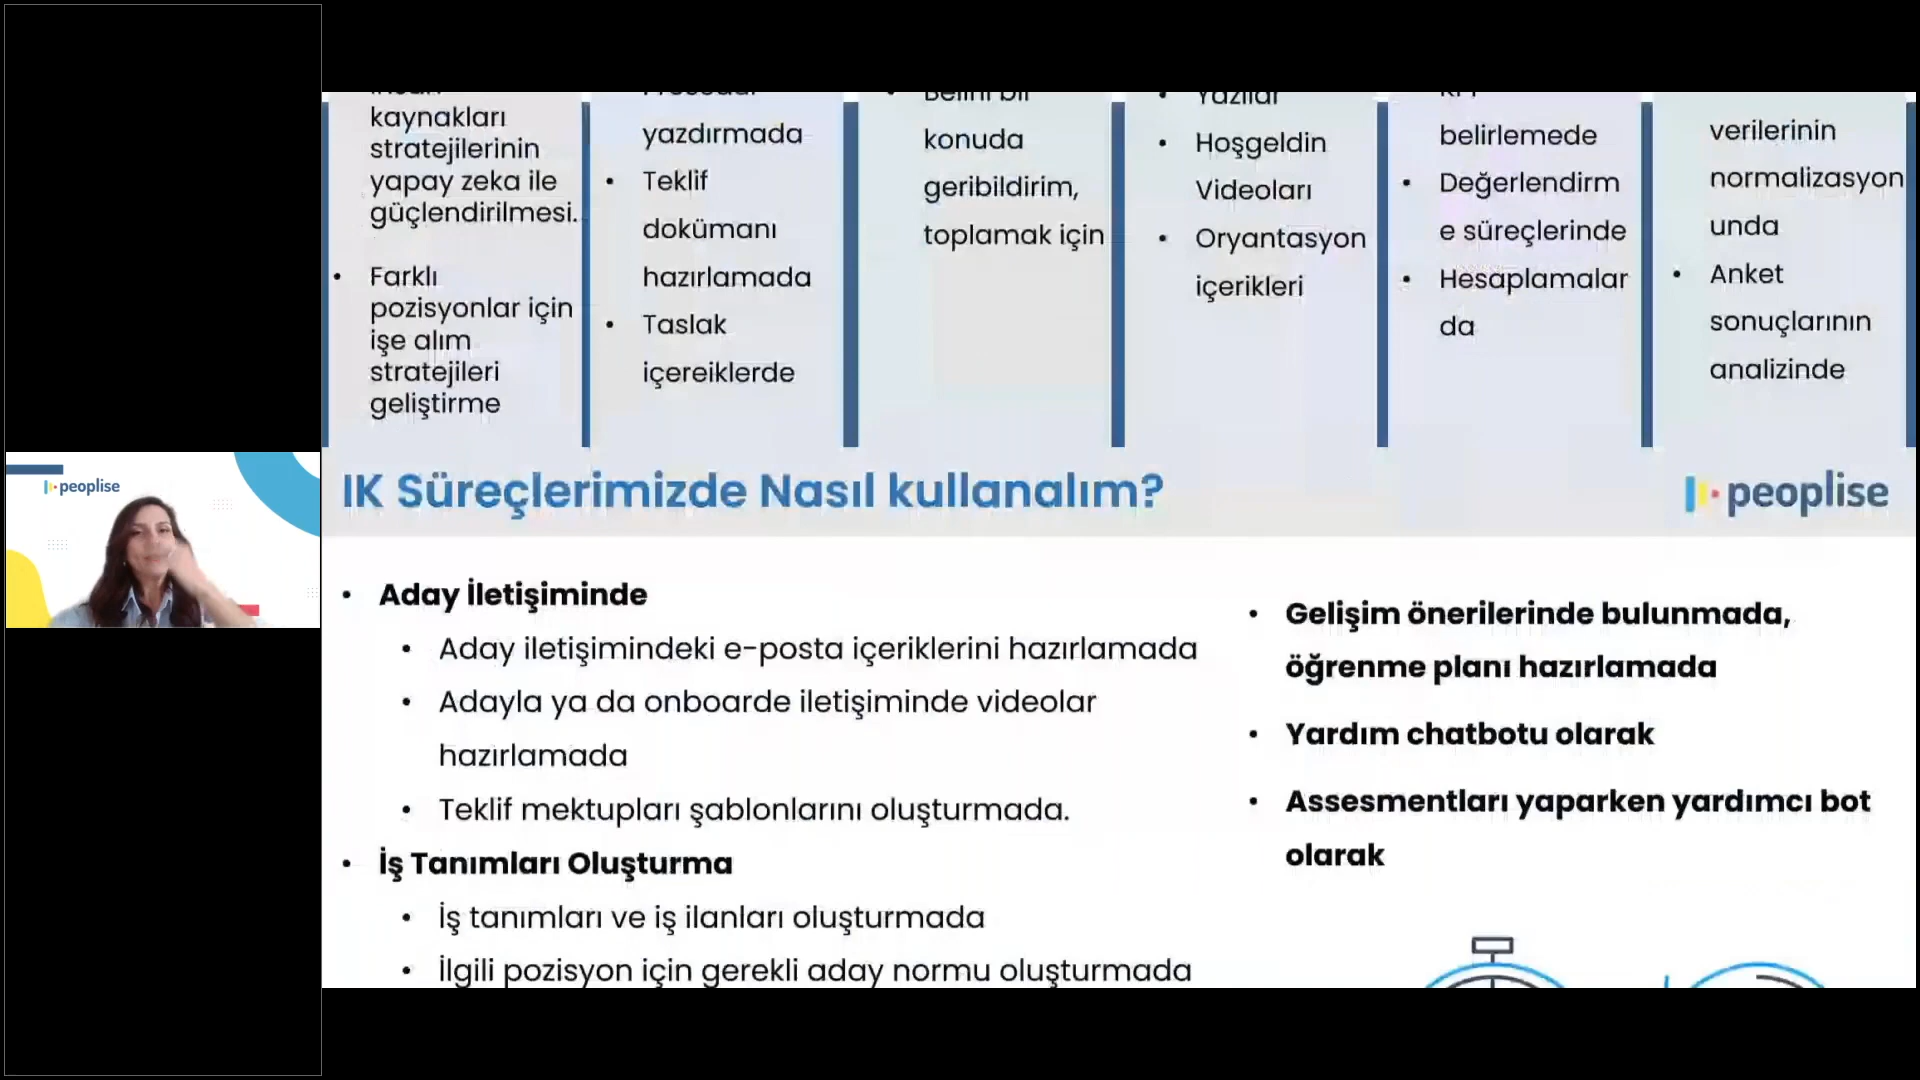 kaynakları
stratejilerinin
yapay zeka ile
güçlendirilmesi.
• Farklı
pozisyonlar için
işe alım
stratejileri
geliştirme
yazdırmada
• Teklif
dokümanı
hazırlamada
• Taslak
içereiklerde
• Belirli bir
konuda
geribildirim,
toplamak için
• Yazılar
• Hoşgeldin
Videoları
• Oryantasyon
içerikleri
belirlemede
• Değerlendirm
e süreçlerinde
• Hesaplamalar
da
verilerinin
normalizasyon
unda
• Anket
sonuçlarının
analizinde
IK Süreçlerimizde Nasıl kullanalım?
peoplise
peoplise
• Aday İletişiminde
• Aday iletişimindeki e-posta içeriklerini hazırlamada
• Adayla ya da onboarde iletişiminde videolar
hazırlamada
• Teklif mektupları şablonlarını oluşturmada.
• İş Tanımları Oluşturma
• İş tanımları ve iş ilanları oluşturmada
• İlgili pozisyon için gerekli aday normu oluşturmada
• Gelişim önerilerinde bulunmada,
öğrenme planı hazırlamada
• Yardım chatbotu olarak
• Assesmentları yaparken yardımcı bot
olarak